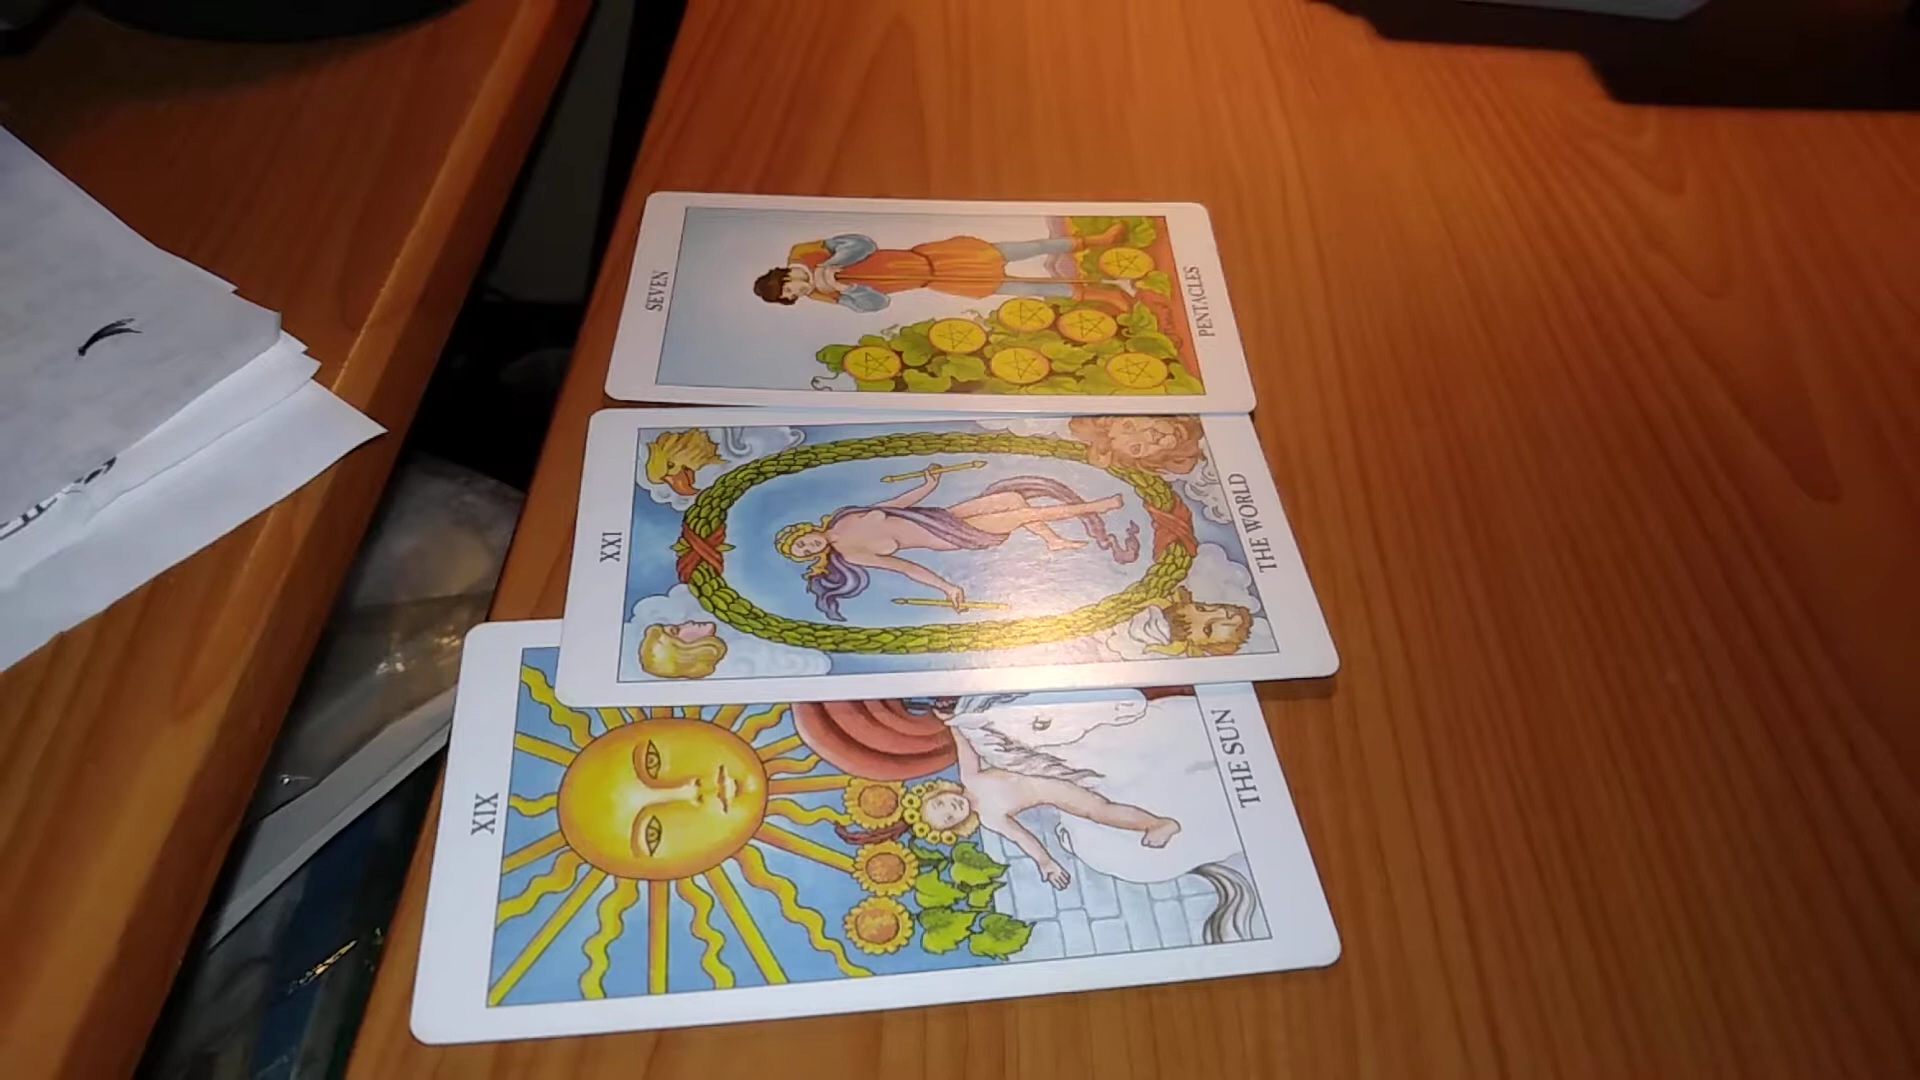 SEVEN
PENTACLES
XXI
THE WORLD
XIX
THE SUN